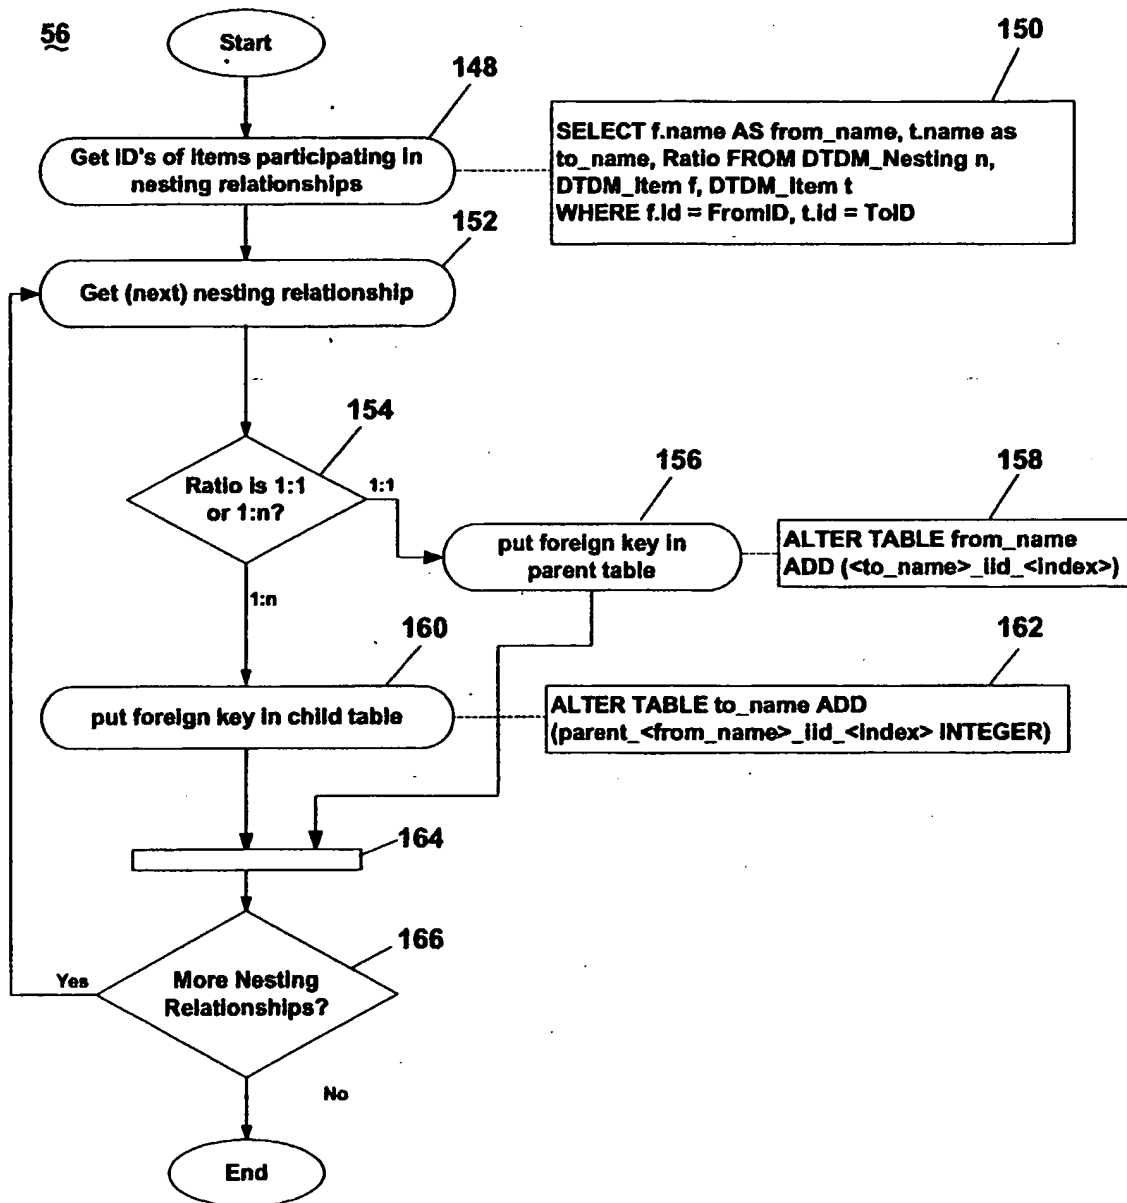 56
Start
148
Get ID's of items participating in
nesting relationships
150
SELECT f.name AS from_name, t.name as
to_name, Ratio FROM DTDM_Nesting n,
DTDM_Item f, DTDM_Item t
WHERE f.id = FromID, t.id = ToID
152
Get (next) nesting relationship
154
Ratio is 1:1
or 1:n?
1:1
156
put foreign key in
parent table
158
ALTER TABLE from_name
ADD (<to_name>_iid_<index>)
1:n
160
put foreign key in child table
162
ALTER TABLE to_name ADD
(parent_<from_name>_iid_<index> INTEGER)
164
166
More Nesting
Relationships?
Yes
No
End